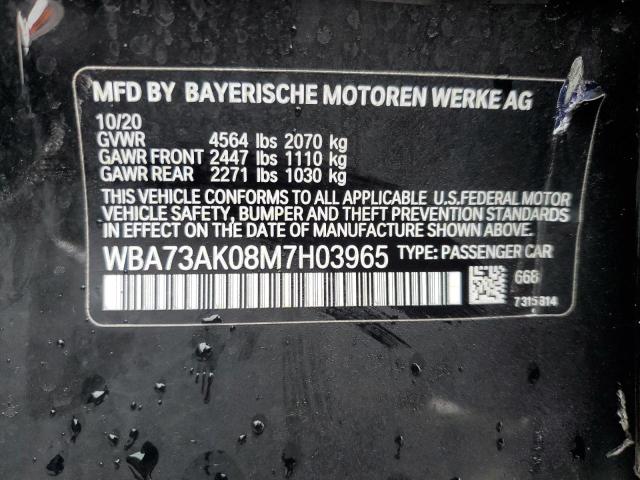 MFD BY BAYERISCHE MOTOREN WERKE AG
10/20
GVWR 4564 lbs 2070 kg
GAWR FRONT 2447 lbs 1110 kg
GAWR REAR 2271 lbs 1030 kg
THIS VEHICLE CONFORMS TO ALL APPLICABLE U.S.FEDERAL MOTOR
VEHICLE SAFETY, BUMPER AND THEFT PREVENTION STANDARDS
IN EFFECT ON THE DATE OF MANUFACTURE SHOWN ABOVE.
WBA73AK08M7H03965 TYPE: PASSENGER CAR
668
7315814